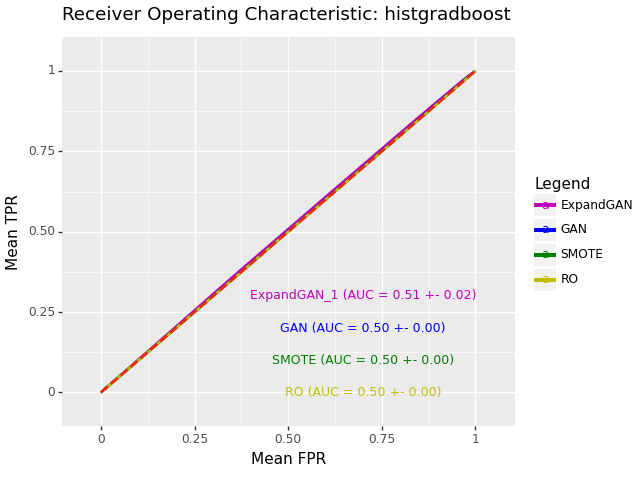 Receiver Operating Characteristic: histgradboost
Mean TPR
1
0.75
0.50
0.25
0
ExpandGAN_1 (AUC = 0.51 +- 0.02)
GAN (AUC = 0.50 +- 0.00)
SMOTE (AUC = 0.50 +- 0.00)
RO (AUC = 0.50 +- 0.00)
0
0.25
0.50
0.75
1
Mean FPR
Legend
a ExpandGAN
a GAN
a SMOTE
a RO